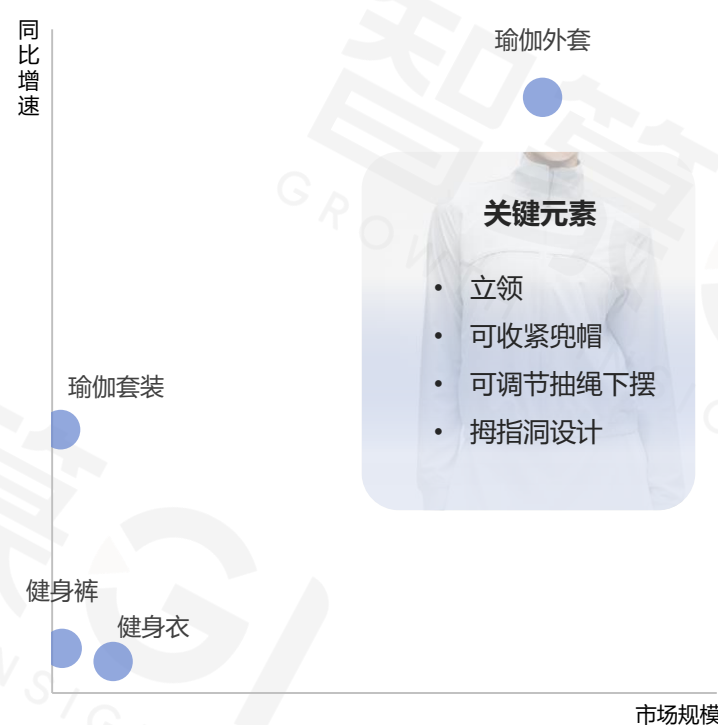 同比增速
瑜伽外套
关键元素
• 立领
• 可收紧兜帽
• 可调节抽绳下摆
• 拇指洞设计
瑜伽套装
健身裤
健身衣
市场规模